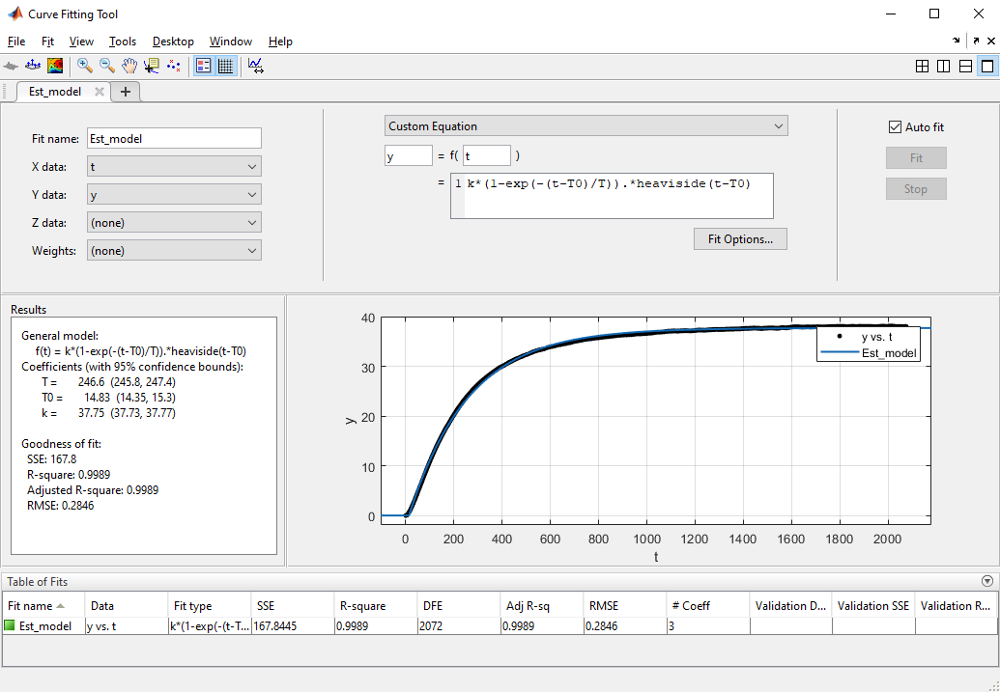 Curve Fitting Tool
File Fit View Tools Desktop Window Help
Est_model
Fit name: Est_model
X data: t
Y data: y
Z data: (none)
Weights: (none)
Custom Equation
y = f( t )
= 1 k*(1-exp(-(t-T0)/T)).*heaviside(t-T0)
Fit Options...
Auto fit
Fit
Stop
Results
General model:
f(t) = k*(1-exp(-(t-T0)/T)).*heaviside(t-T0)
Coefficients (with 95% confidence bounds):
T = 246.6 (245.8, 247.4)
T0 = 14.83 (14.35, 15.3)
k = 37.75 (37.73, 37.77)
Goodness of fit:
SSE: 167.8
R-square: 0.9989
Adjusted R-square: 0.9989
RMSE: 0.2846
40
30
20
10
0
y
0 200 400 600 800 1000 1200 1400 1600 1800 2000
t
y vs. t
Est_model
Table of Fits
Fit name Data Fit type SSE R-square DFE Adj R-sq RMSE # Coeff Validation D... Validation SSE Validation R...
Est_model y vs. t k*(1-exp(-(t-T... 167.8445 0.9989 2072 0.9989 0.2846 3